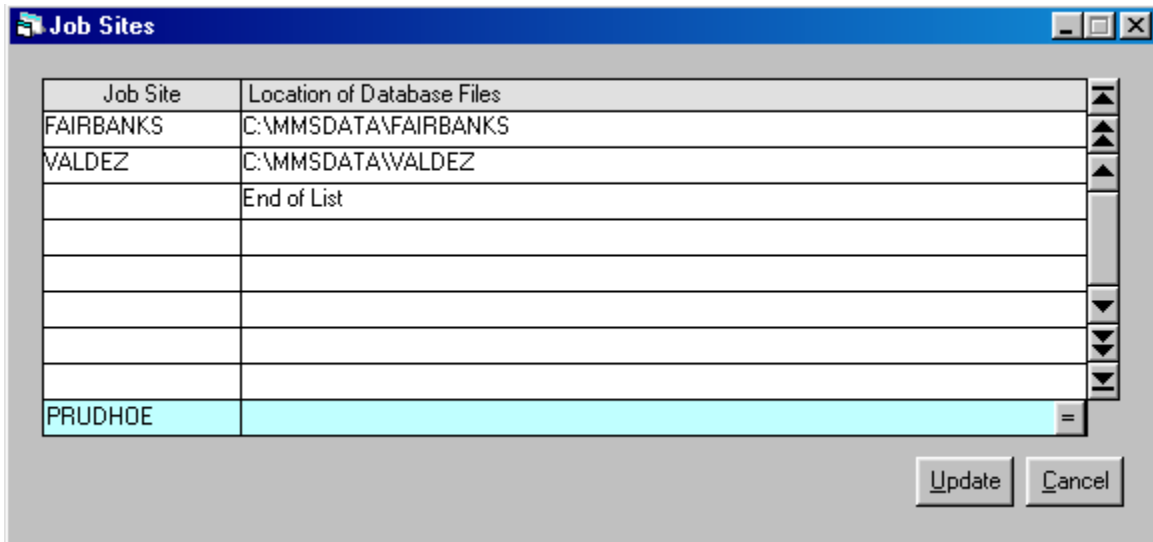 Job Sites
Job Site Location of Database Files
FAIRBANKS C:\MMSDATA\FAIRBANKS
VALDEZ C:\MMSDATA\VALDEZ
End of List
PRUDHOE =
Update Cancel